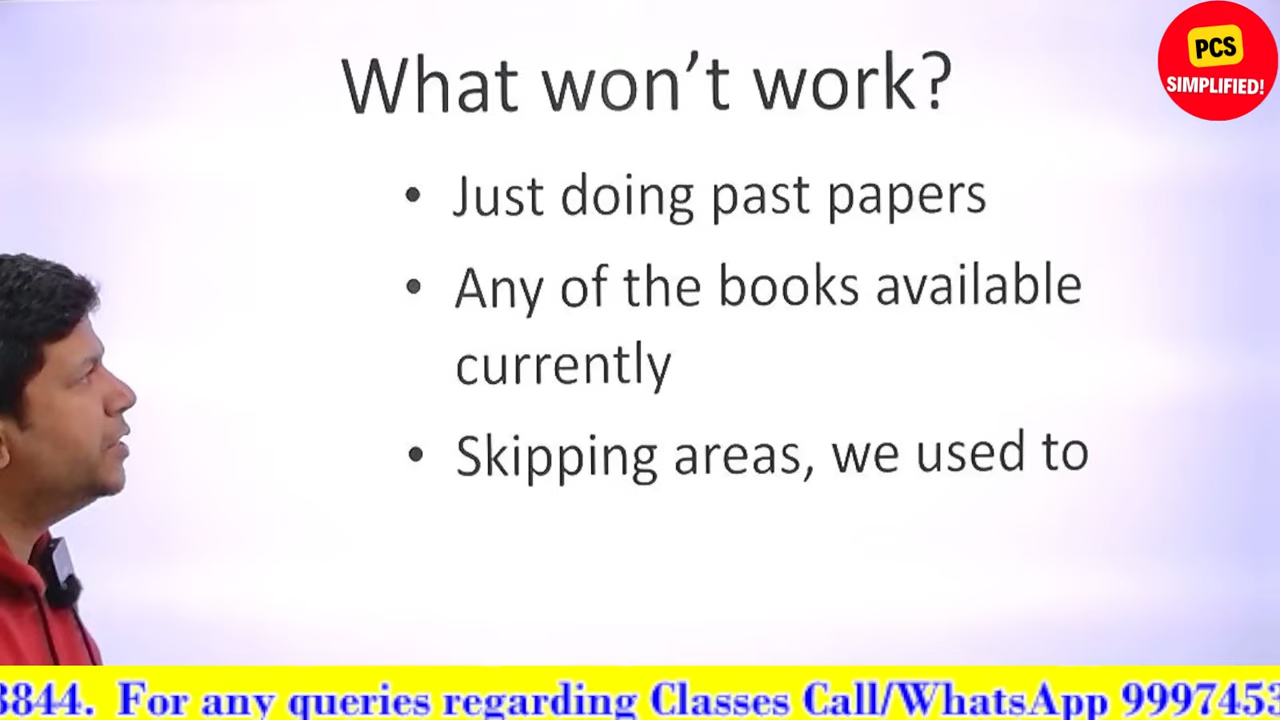 What won't work?
PCS
SIMPLIFIED!
• Just doing past papers
• Any of the books available
currently
• Skipping areas, we used to
3844. For any queries regarding Classes Call/WhatsApp 9997453